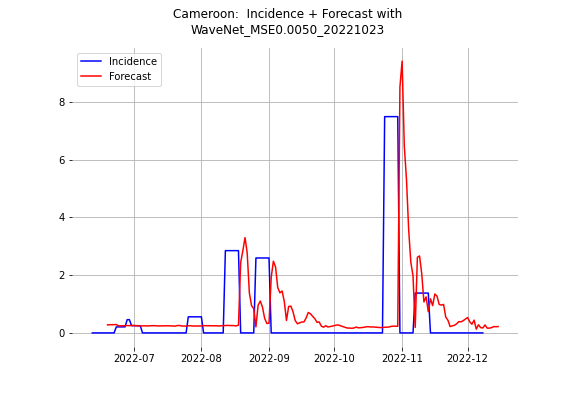 Cameroon:  Incidence + Forecast with
WaveNet_MSE0.0050_20221023
Incidence
Forecast
8
6
4
2
0
2022-07 2022-08 2022-09 2022-10 2022-11 2022-12